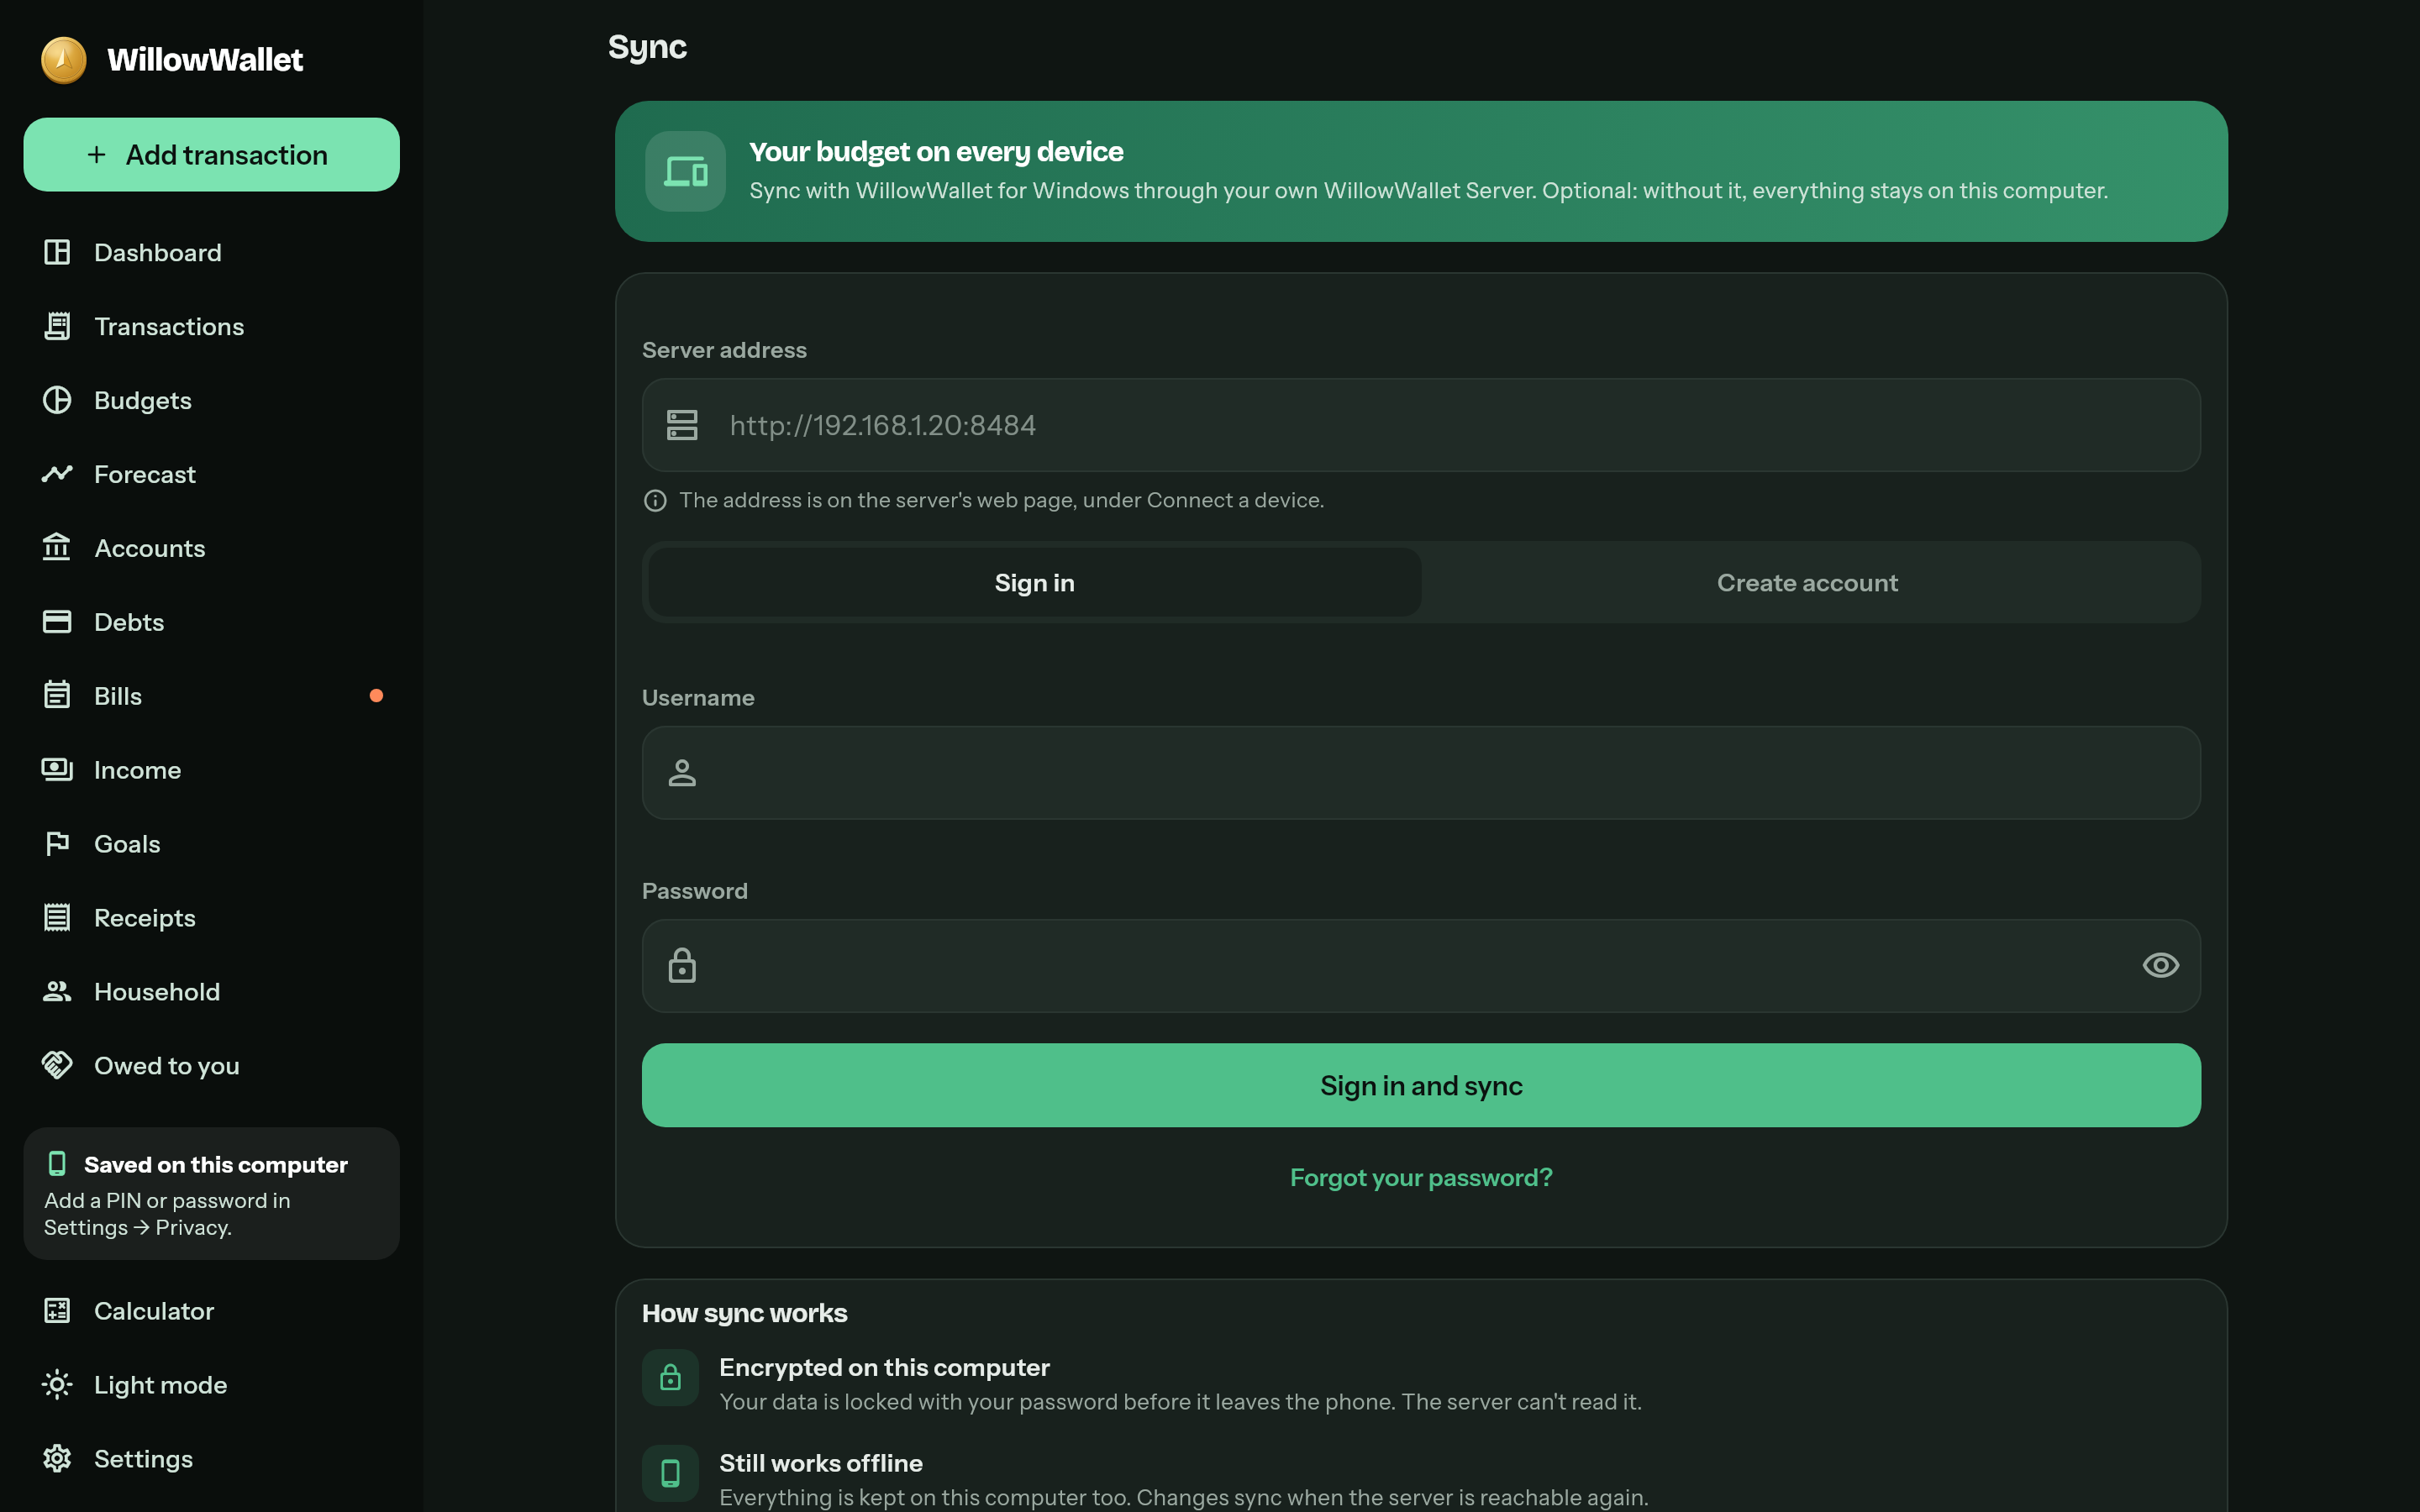 WillowWallet
Add transaction
Dashboard
Transactions
Budgets
Forecast
Accounts
Debts
Bills
Income
Goals
Receipts
Household
Owed to you
Saved on this computer
Add a PIN or password in
Settings → Privacy.
Calculator
Light mode
Settings
Sync
Your budget on every device
Sync with WillowWallet for Windows through your own WillowWallet Server. Optional: without it, everything stays on this computer.
Server address
http://192.168.1.20:8484
The address is on the server's web page, under Connect a device.
Sign in
Create account
Username
Password
Sign in and sync
Forgot your password?
How sync works
Encrypted on this computer
Your data is locked with your password before it leaves the phone. The server can't read it.
Still works offline
Everything is kept on this computer too. Changes sync when the server is reachable again.